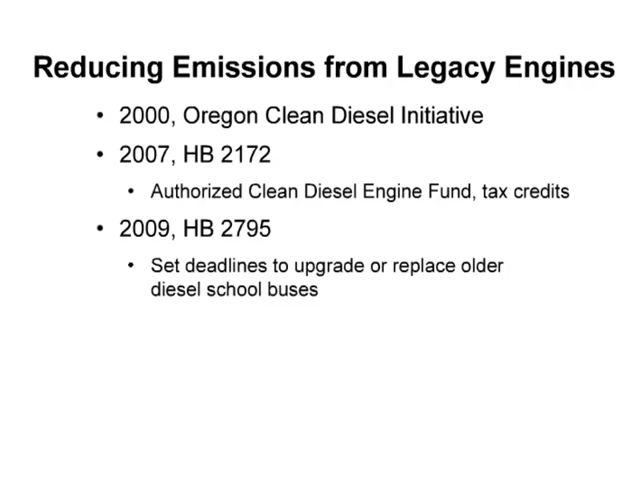 Reducing Emissions from Legacy Engines
• 2000, Oregon Clean Diesel Initiative
• 2007, HB 2172
• Authorized Clean Diesel Engine Fund, tax credits
• 2009, HB 2795
• Set deadlines to upgrade or replace older
diesel school buses